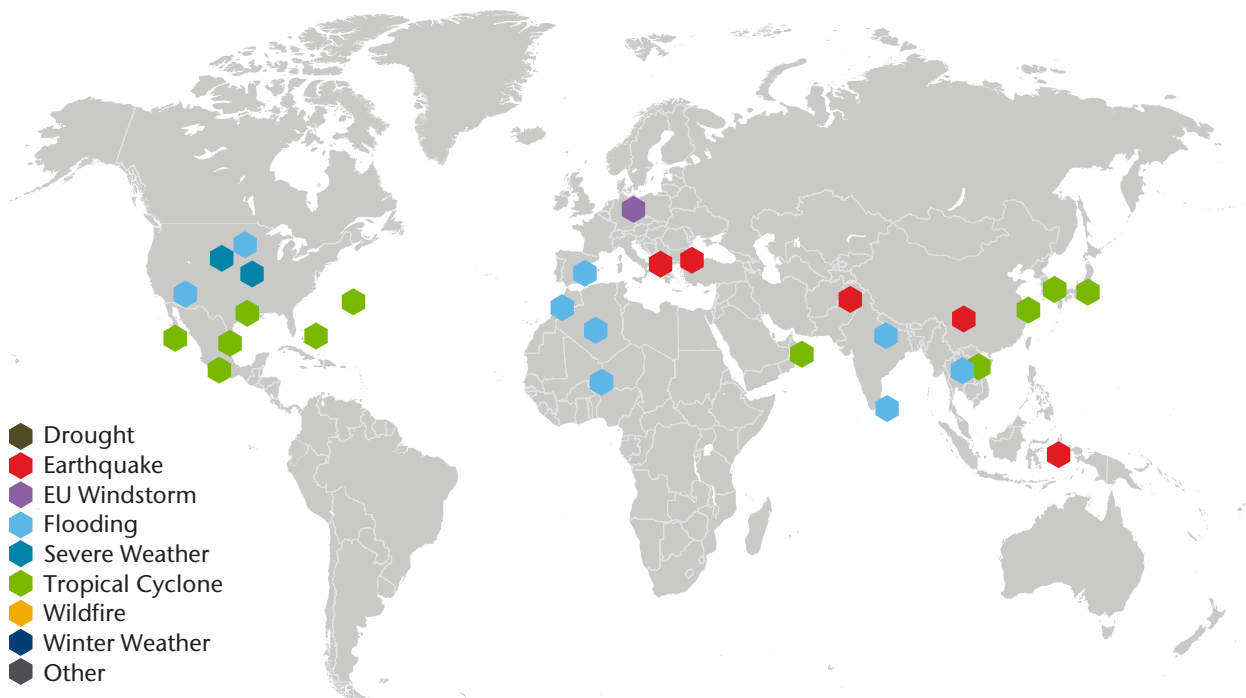 Drought
Earthquake
EU Windstorm
Flooding
Severe Weather
Tropical Cyclone
Wildfire
Winter Weather
Other